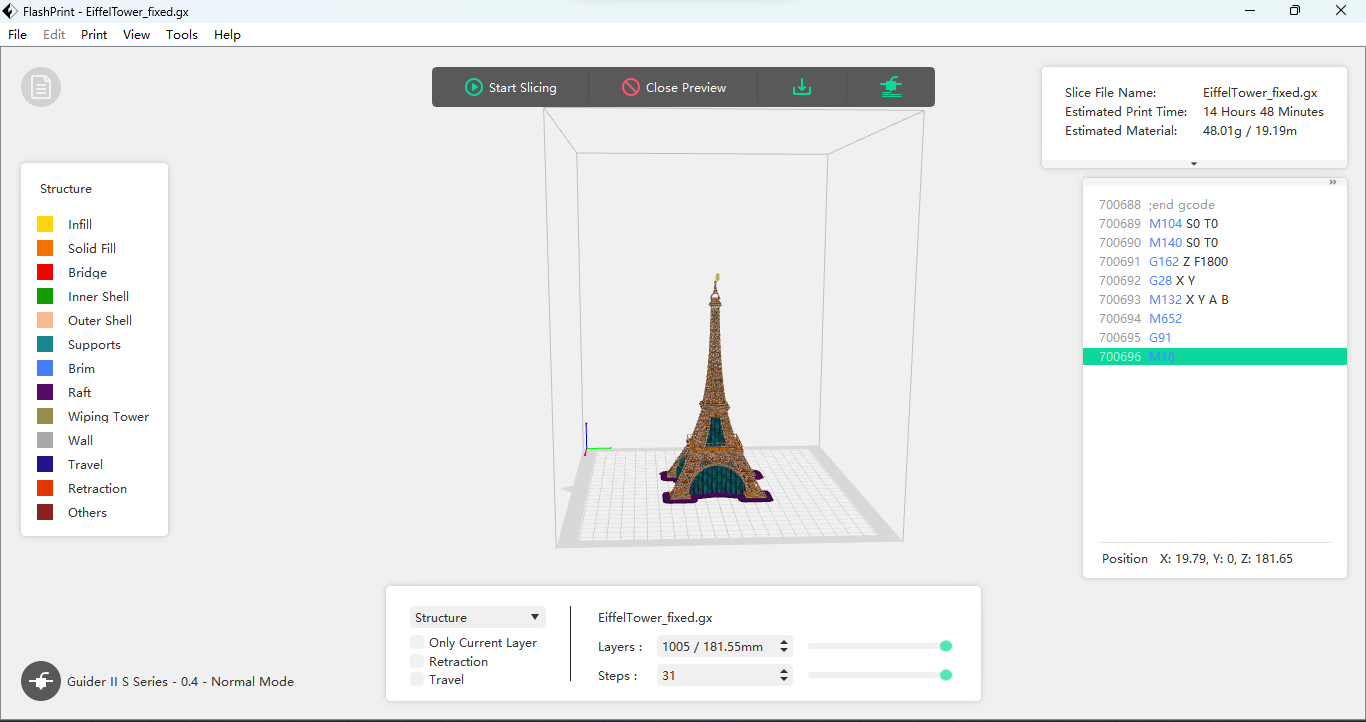 FlashPrint - EiffelTower_fixed.gx
File Edit Print View Tools Help
Start Slicing
Close Preview
Slice File Name: EiffelTower_fixed.gx
Estimated Print Time: 14 Hours 48 Minutes
Estimated Material: 48.01g / 19.19m
Structure
Infill
Solid Fill
Bridge
Inner Shell
Outer Shell
Supports
Brim
Raft
Wiping Tower
Wall
Travel
Retraction
Others
»
700688 ;end gcode
700689 M104 S0 T0
700690 M140 S0 T0
700691 G162 Z F1800
700692 G28 X Y
700693 M132 X Y A B
700694 M652
700695 G91
700696 M18
Position X: 19.79, Y: 0, Z: 181.65
Structure
Only Current Layer
Retraction
Travel
EiffelTower_fixed.gx
Layers : 1005 / 181.55mm
Steps : 31
Guider II S Series - 0.4 - Normal Mode